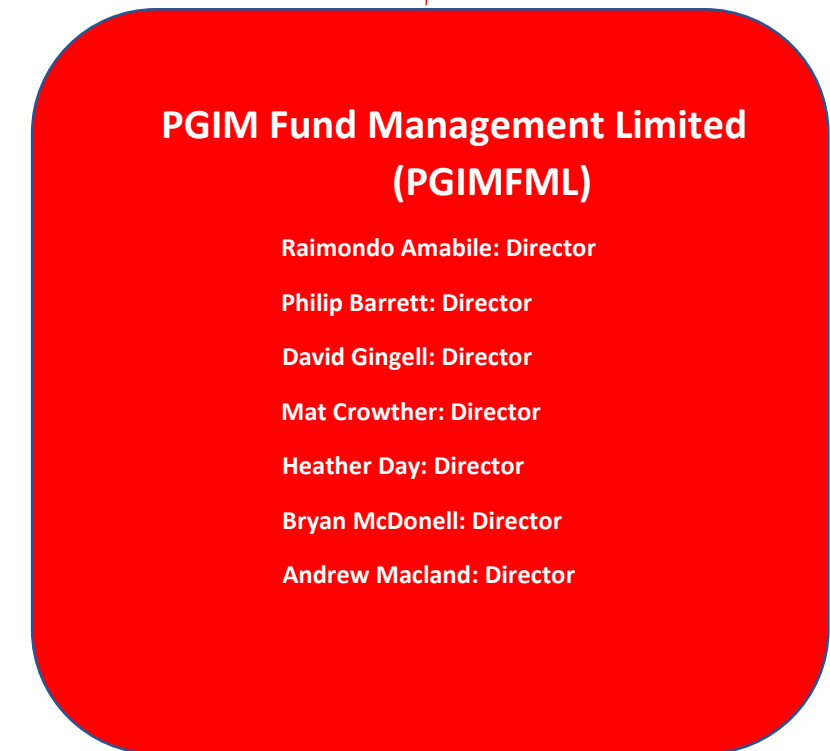 PGIM Fund Management Limited
(PGIMFML)
Raimondo Amabile: Director
Philip Barrett: Director
David Gingell: Director
Mat Crowther: Director
Heather Day: Director
Bryan McDonell: Director
Andrew Macland: Director